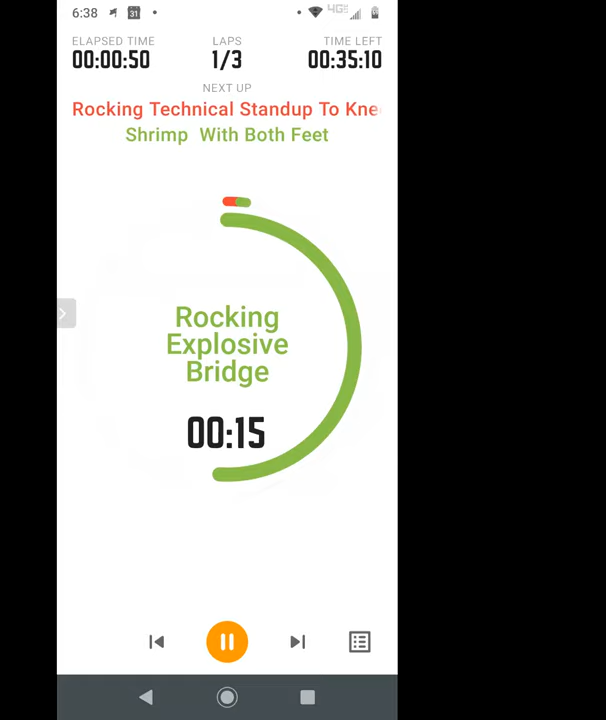 6:38
31
4G
ELAPSED TIME LAPS TIME LEFT
00:00:50 1/3 00:35:10
NEXT UP
Rocking Technical Standup To Kne
Shrimp With Both Feet
Rocking
Explosive
Bridge
00:15